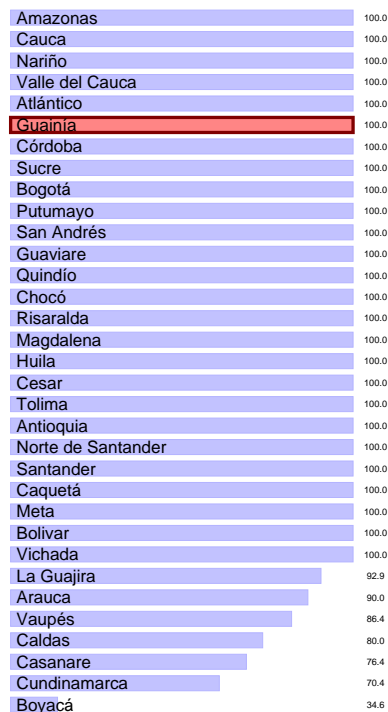 Amazonas 100.0
Cauca 100.0
Nariño 100.0
Valle del Cauca 100.0
Atlántico 100.0
Guainía 100.0
Córdoba 100.0
Sucre 100.0
Bogotá 100.0
Putumayo 100.0
San Andrés 100.0
Guaviare 100.0
Quindío 100.0
Chocó 100.0
Risaralda 100.0
Magdalena 100.0
Huila 100.0
Cesar 100.0
Tolima 100.0
Antioquia 100.0
Norte de Santander 100.0
Santander 100.0
Caquetá 100.0
Meta 100.0
Bolivar 100.0
Vichada 100.0
La Guajira 92.9
Arauca 90.0
Vaupés 86.4
Caldas 80.0
Casanare 76.4
Cundinamarca 70.4
Boyacá 34.6